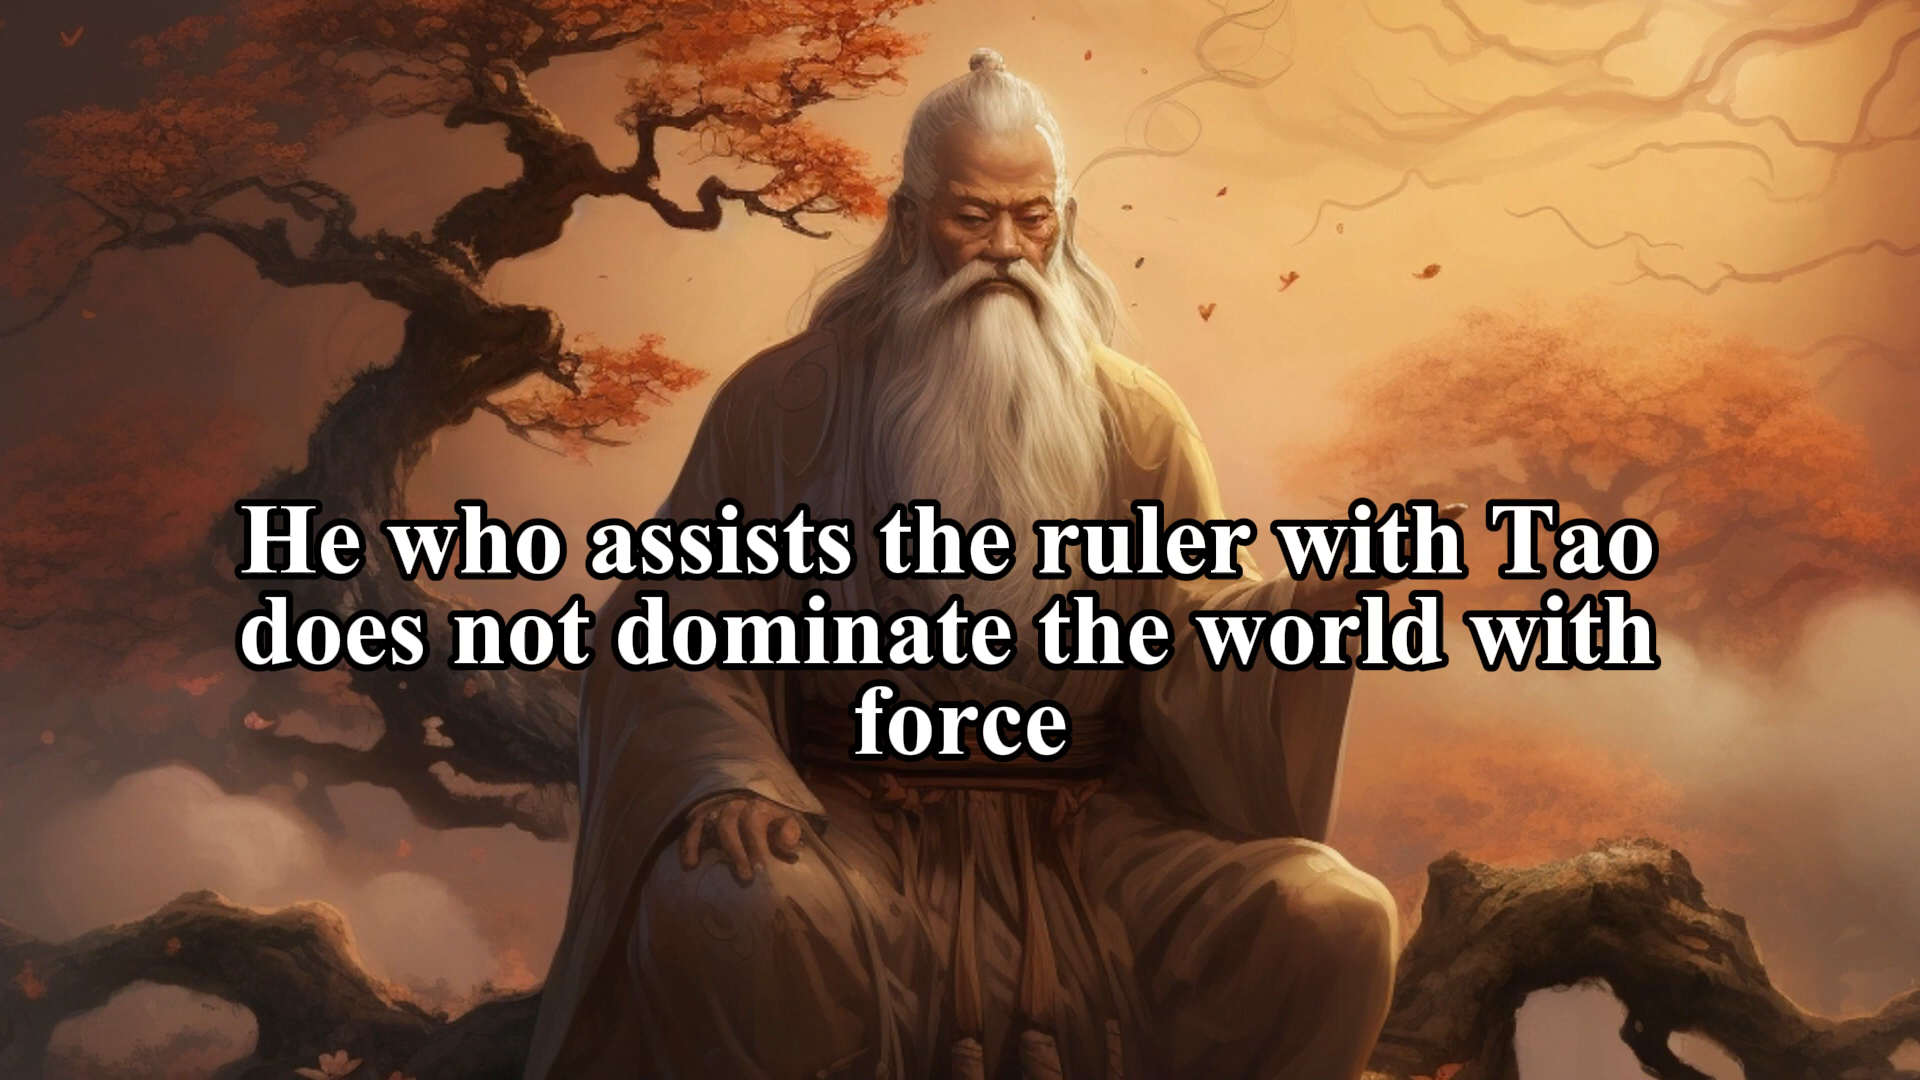 He who assists the ruler with Tao
does not dominate the world with
force